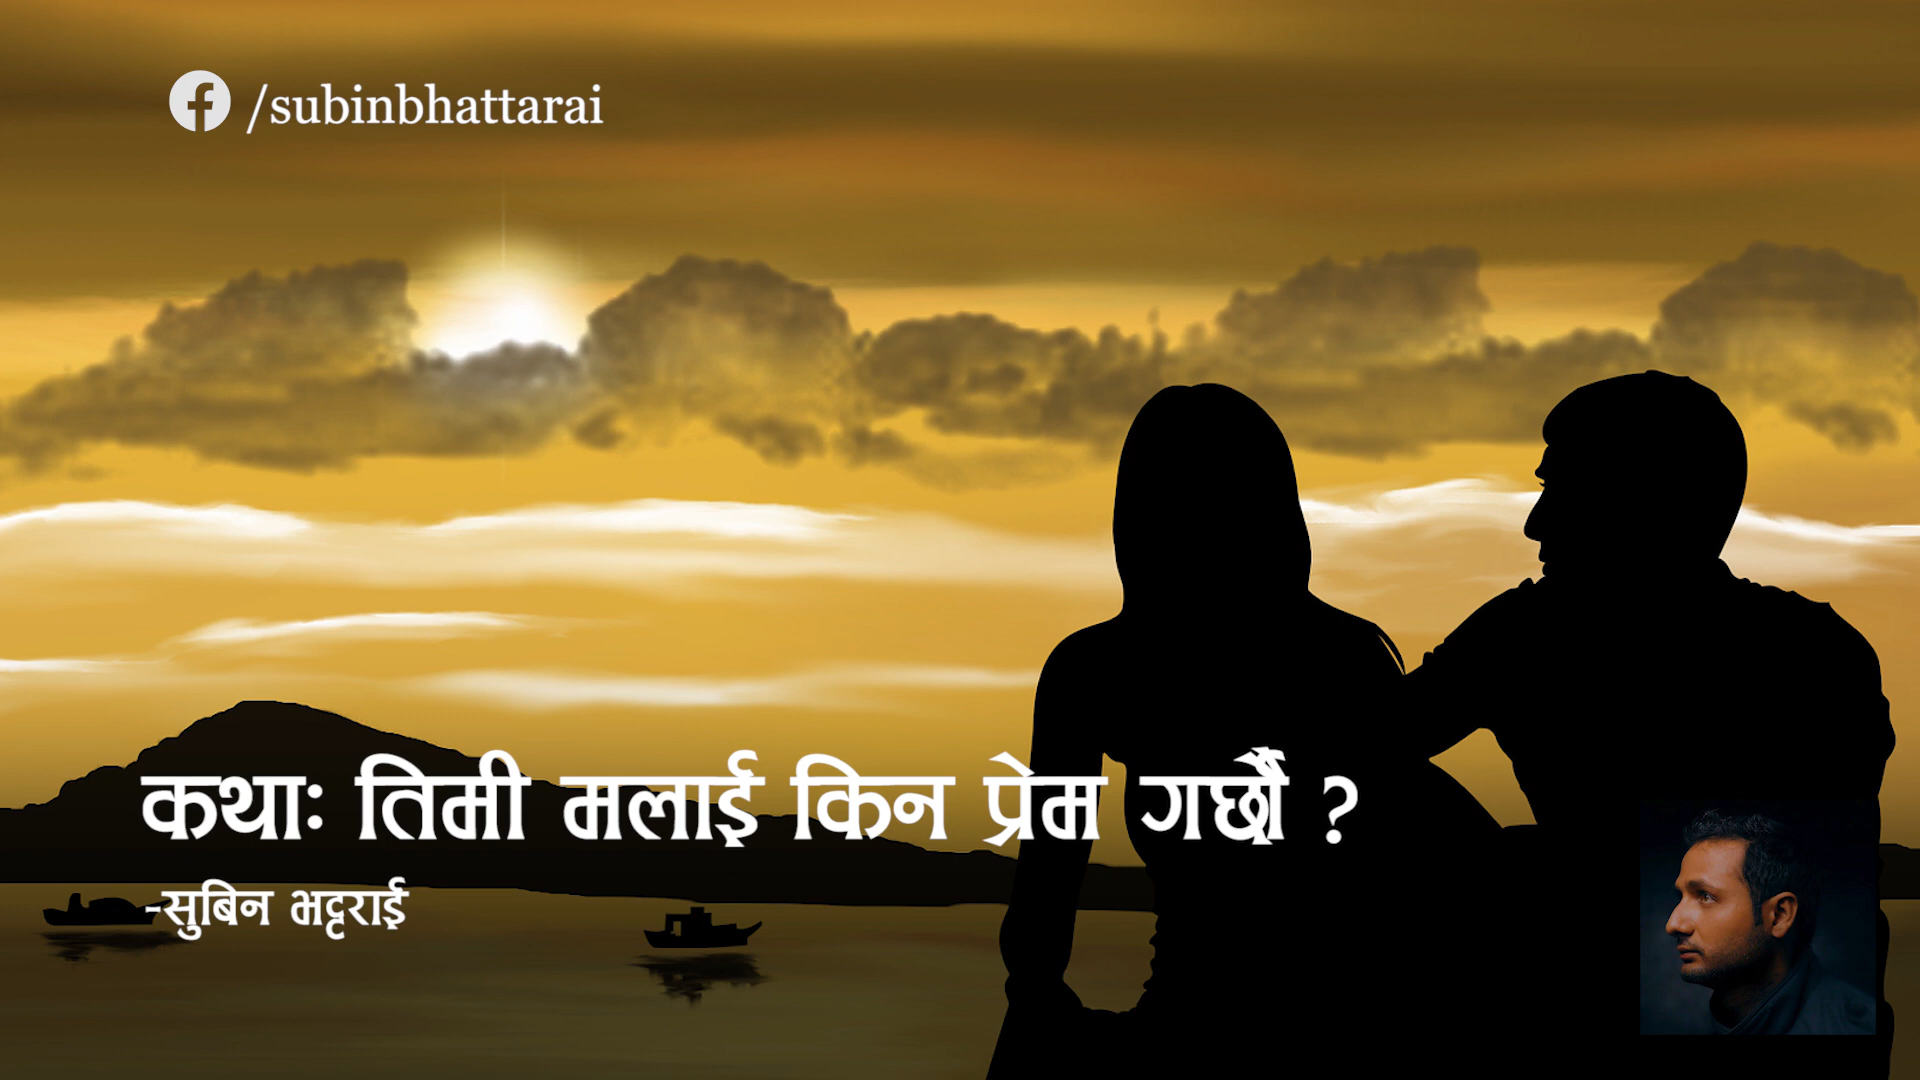 /subinbhattarai
कथाः तिमी मलाई किन प्रेम गर्छौ ?
-सुबिन भट्टराई